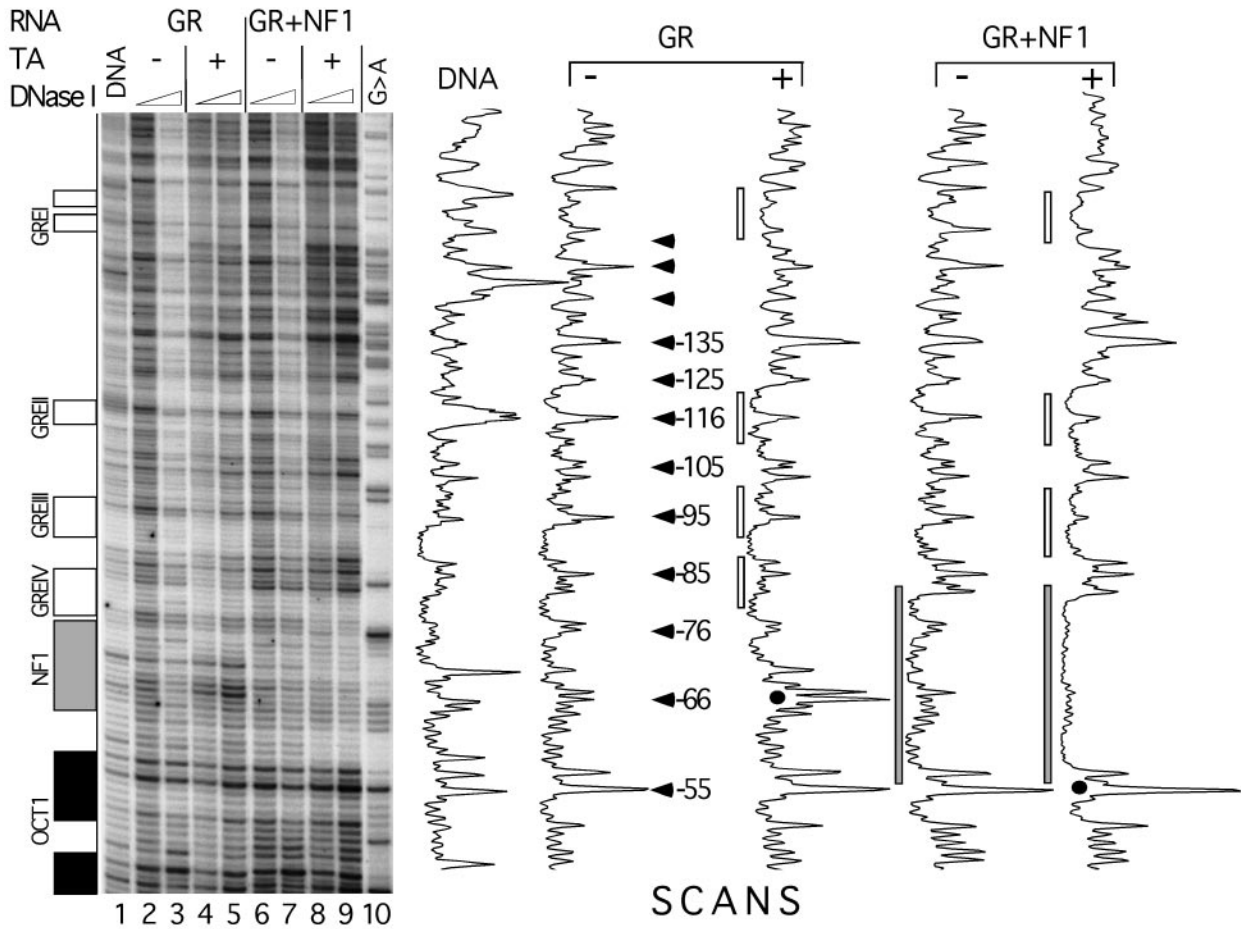 RNA GR GR+NF1
TA DNA - + - + G>A
DNase I
GREI
GREII
GREIII
GREIV
NF1
OCT1
1 2 3 4 5 6 7 8 9 10
GR GR+NF1
DNA - + - +
-135
-125
-116
-105
-95
-85
-76
-66
-55
SCANS